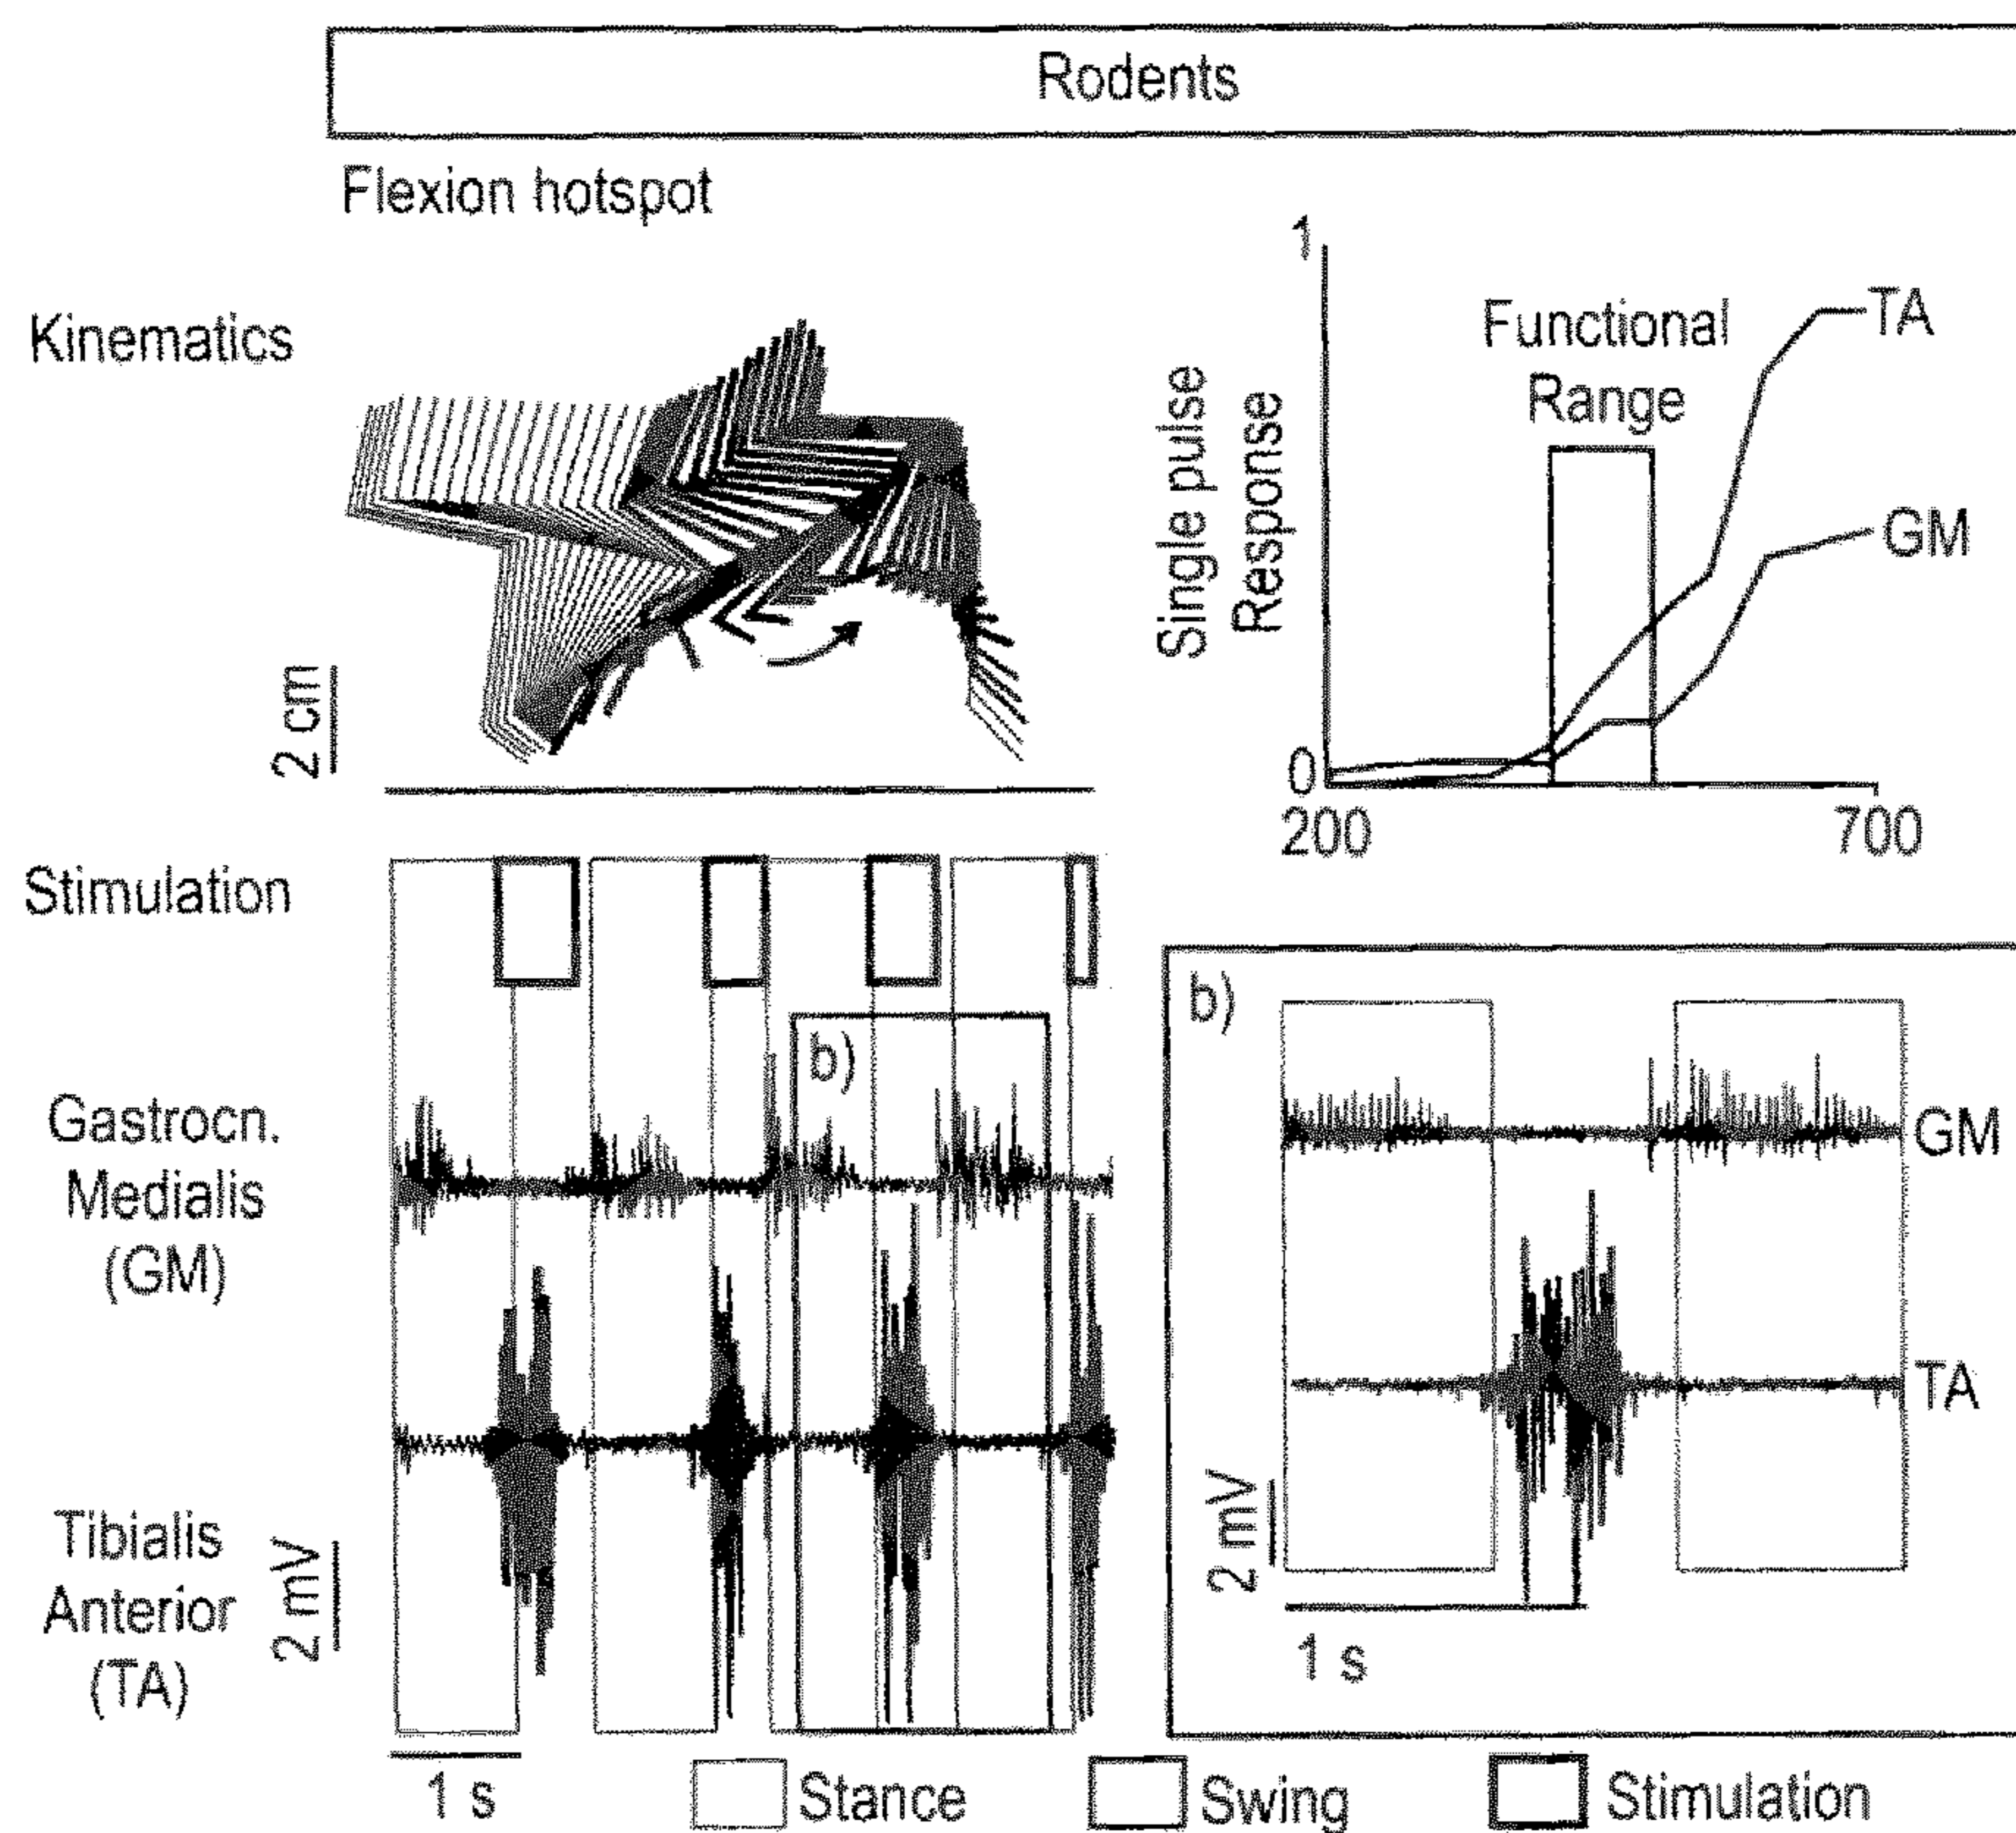 Rodents
Flexion hotspot
Kinematics
2 cm
1
Functional
Range
TA
GM
Single pulse
Response
0
200
700
Stimulation
b)
Gastrocn.
Medialis
(GM)
Tibialis
Anterior
(TA)
2 mV
1 s
b)
GM
TA
2 mV
1 s
Stance
Swing
Stimulation